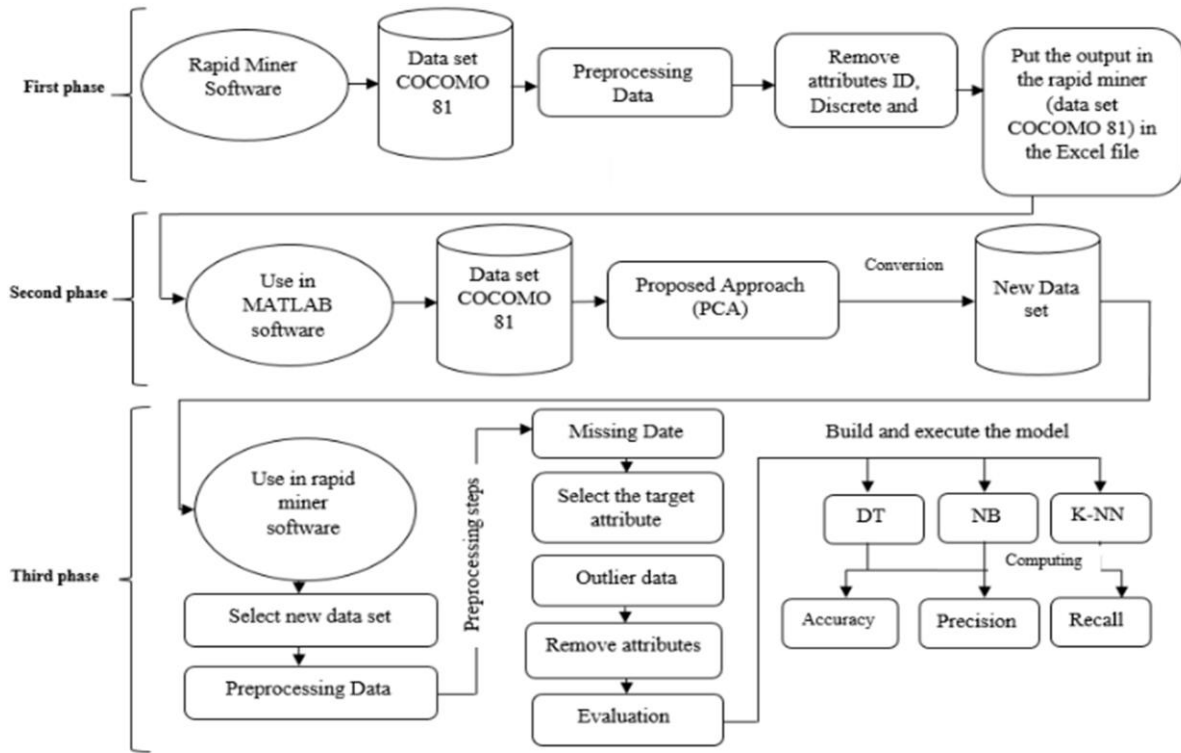 First phase
Rapid Miner
Software
Data set
COCOMO
81
Preprocessing
Data
Remove
attributes ID,
Discrete and
Put the output in
the rapid miner
(data set
COCOMO 81) in
the Excel file
Second phase
Use in
MATLAB
software
Data set
COCOMO
81
Proposed Approach
(PCA)
Conversion
New Data
set
Third phase
Use in rapid
miner
software
Select new data set
Preprocessing Data
Preprocessing steps
Missing Date
Select the target
attribute
Outlier data
Remove attributes
Evaluation
Build and execute the model
DT
NB
K-NN
Computing
Accuracy
Precision
Recall